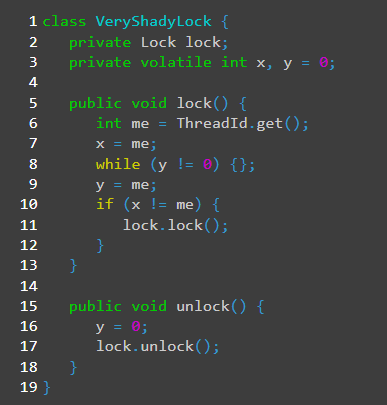 1 class VeryShadyLock {
2    private Lock lock;
3    private volatile int x, y = 0;
4
5    public void lock() {
6       int me = ThreadId.get();
7       x = me;
8       while (y != 0) {};
9       y = me;
10       if (x != me) {
11          lock.lock();
12       }
13    }
14
15    public void unlock() {
16       y = 0;
17       lock.unlock();
18    }
19 }